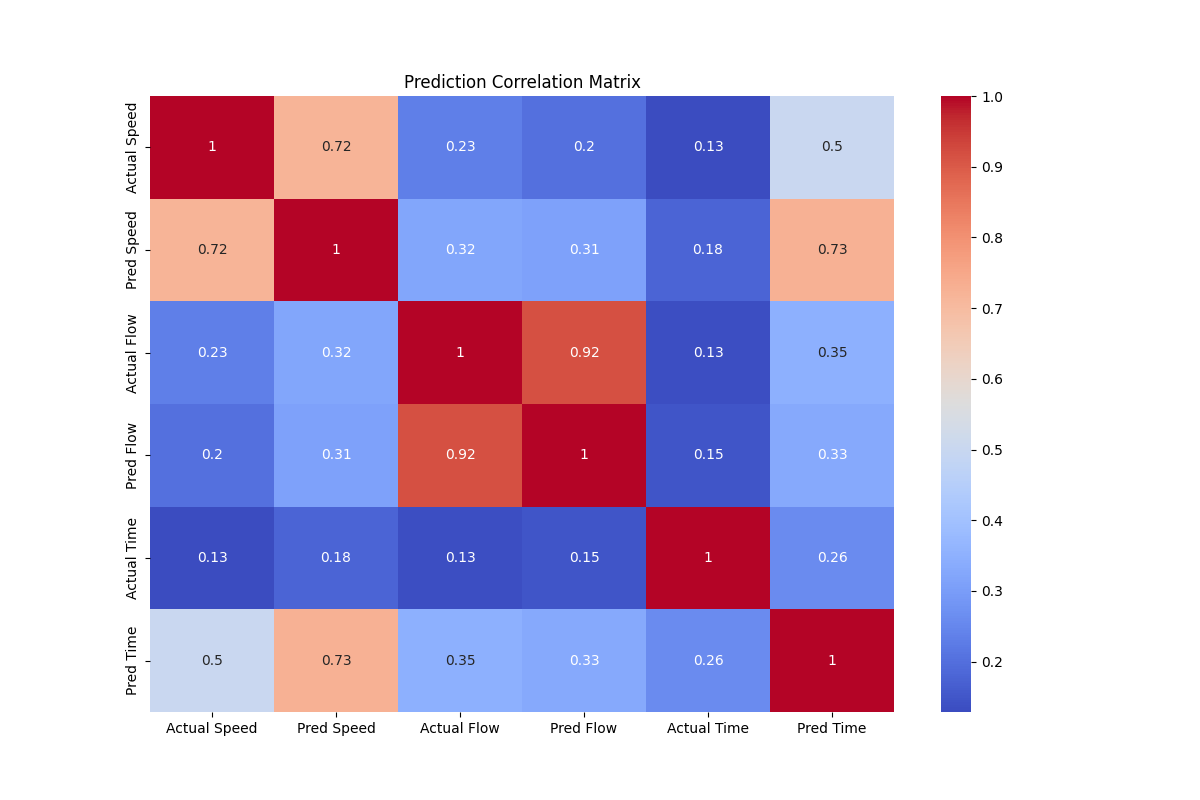 Prediction Correlation Matrix
Actual Speed 1 0.72 0.23 0.2 0.13 0.5
Pred Speed 0.72 1 0.32 0.31 0.18 0.73
Actual Flow 0.23 0.32 1 0.92 0.13 0.35
Pred Flow 0.2 0.31 0.92 1 0.15 0.33
Actual Time 0.13 0.18 0.13 0.15 1 0.26
Pred Time 0.5 0.73 0.35 0.33 0.26 1
Actual Speed Pred Speed Actual Flow Pred Flow Actual Time Pred Time
1.0
0.9
0.8
0.7
0.6
0.5
0.4
0.3
0.2